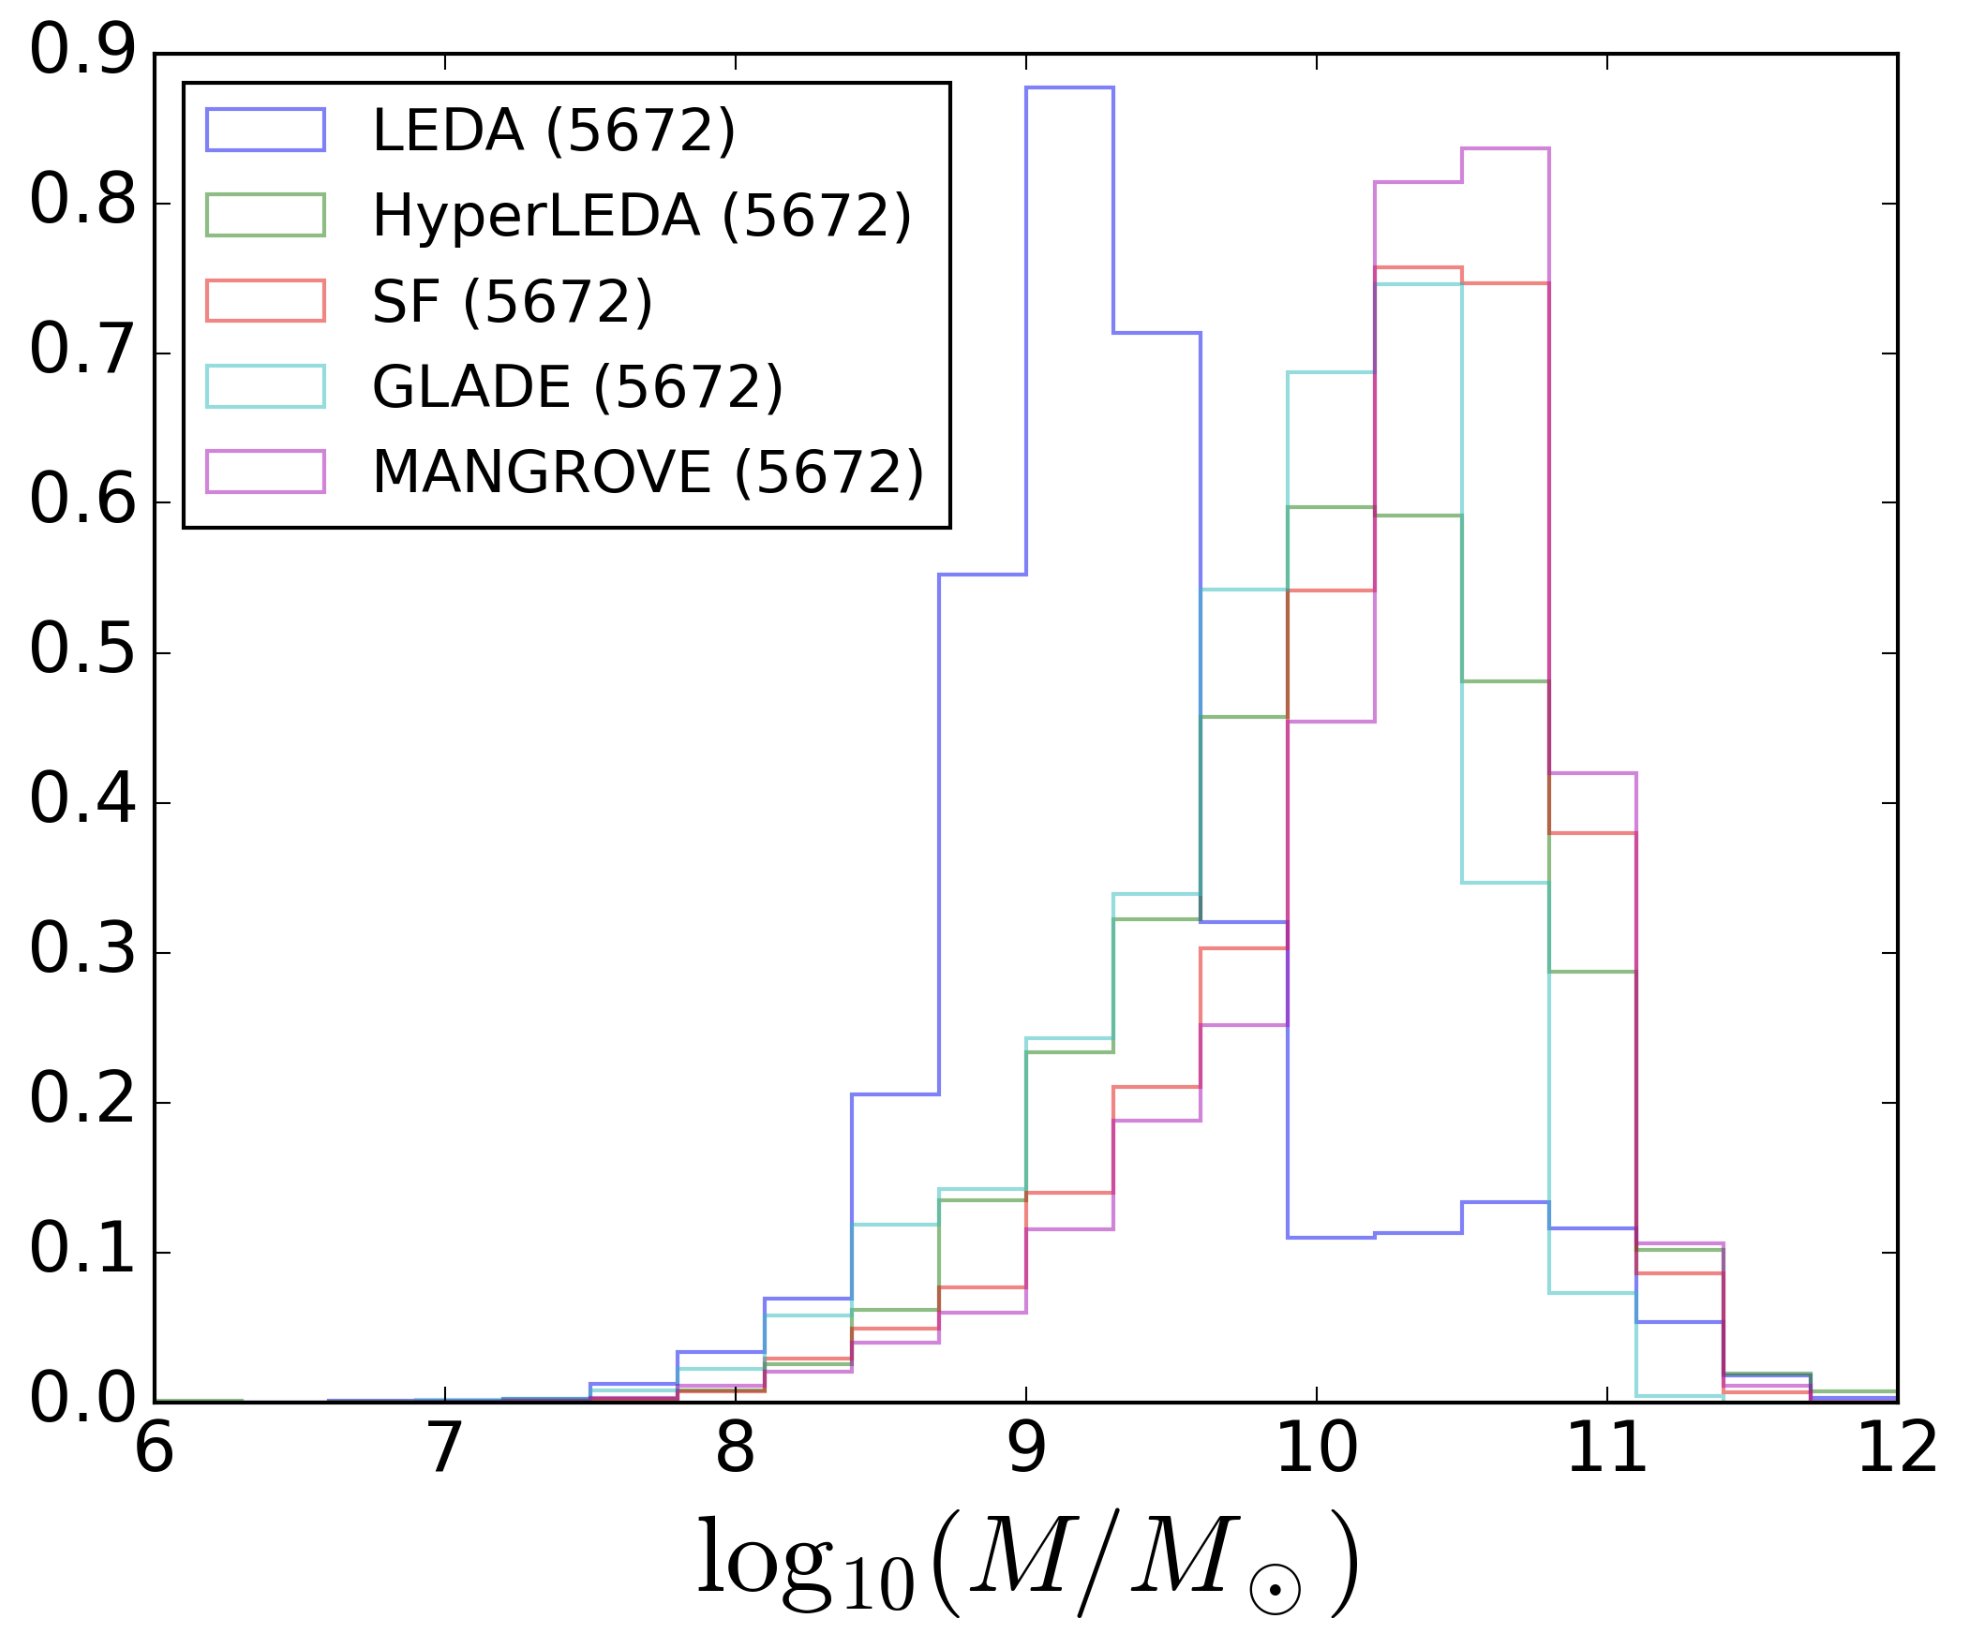 0.9
0.8
0.7
0.6
0.5
0.4
0.3
0.2
0.1
0.0
LEDA (5672)
HyperLEDA (5672)
SF (5672)
GLADE (5672)
MANGROVE (5672)
6 7 8 9 10 11 12
log₁₀(M/M⊙)